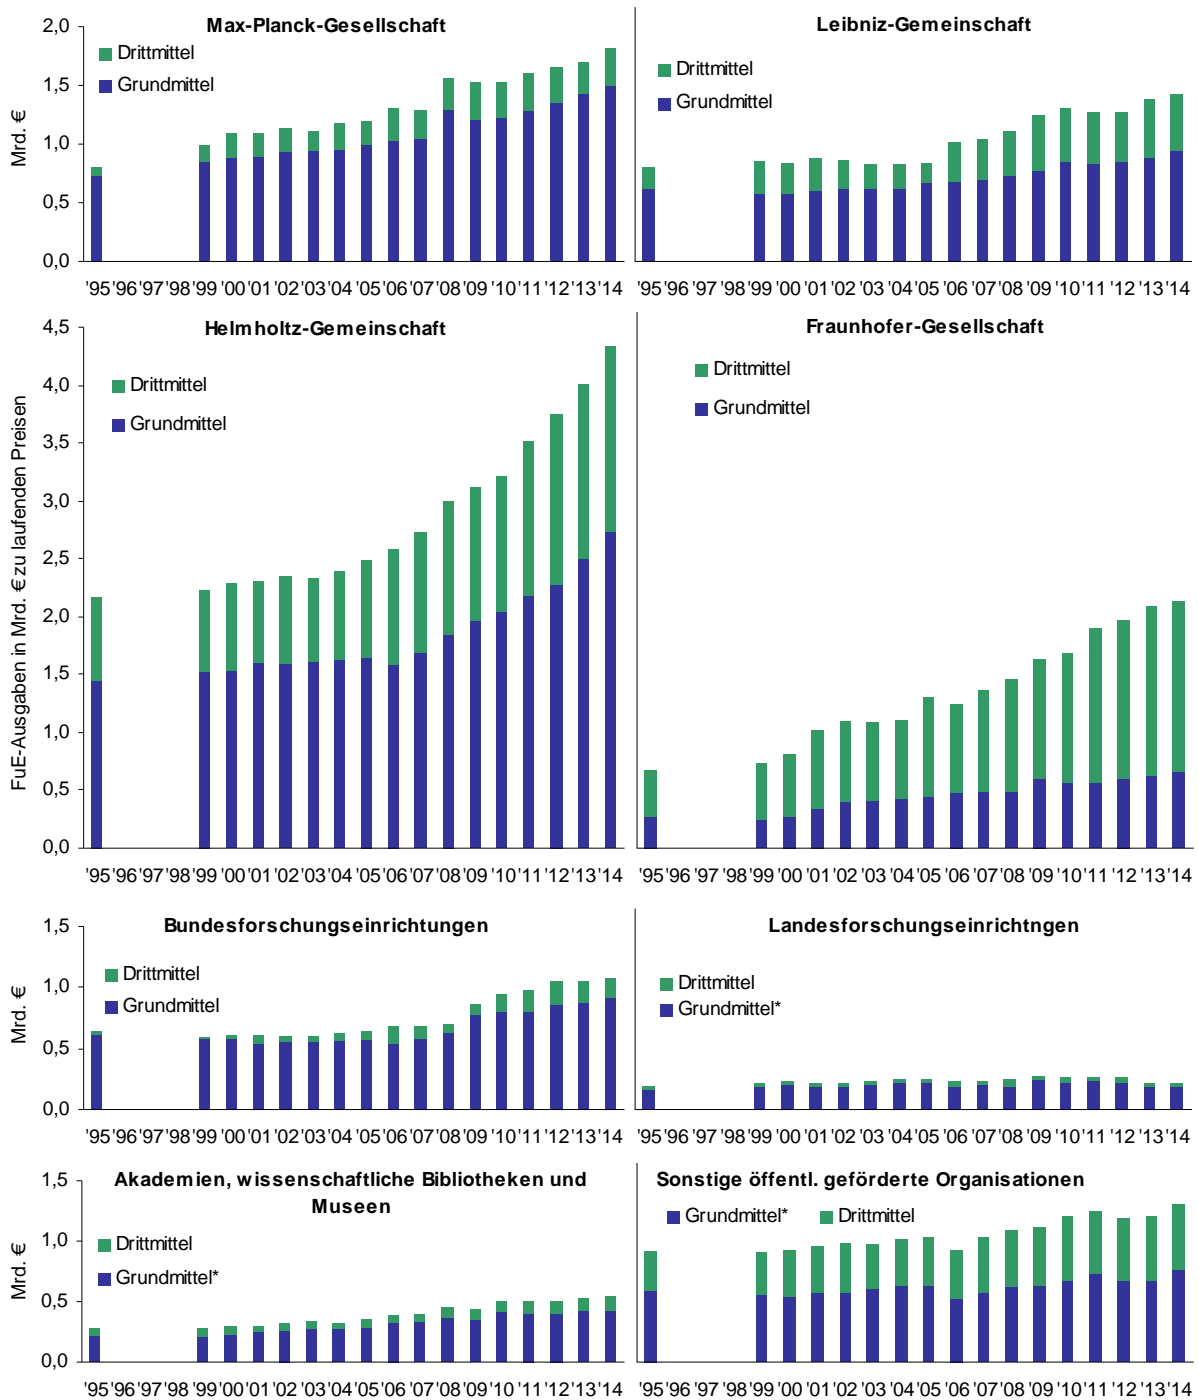 Max-Planck-Gesellschaft
Mrd. €
2,0
1,5
1,0
0,5
0,0
Drittmittel
Grundmittel
'95 '96 '97 '98 '99 '00 '01 '02 '03 '04 '05 '06 '07 '08 '09 '10 '11 '12 '13 '14
Leibniz-Gemeinschaft
Drittmittel
Grundmittel
'95 '96 '97 '98 '99 '00 '01 '02 '03 '04 '05 '06 '07 '08 '09 '10 '11 '12 '13 '14
Helmholtz-Gemeinschaft
FuE-Ausgaben in Mrd. € zu laufenden Preisen
4,5
4,0
3,5
3,0
2,5
2,0
1,5
1,0
0,5
0,0
Drittmittel
Grundmittel
'95 '96 '97 '98 '99 '00 '01 '02 '03 '04 '05 '06 '07 '08 '09 '10 '11 '12 '13 '14
Fraunhofer-Gesellschaft
Drittmittel
Grundmittel
'95 '96 '97 '98 '99 '00 '01 '02 '03 '04 '05 '06 '07 '08 '09 '10 '11 '12 '13 '14
Bundesforschungseinrichtungen
Mrd. €
1,5
1,0
0,5
0,0
Drittmittel
Grundmittel
'95 '96 '97 '98 '99 '00 '01 '02 '03 '04 '05 '06 '07 '08 '09 '10 '11 '12 '13 '14
Landesforschungseinrichtngen
Drittmittel
Grundmittel*
'95 '96 '97 '98 '99 '00 '01 '02 '03 '04 '05 '06 '07 '08 '09 '10 '11 '12 '13 '14
Akademien, wissenschaftliche Bibliotheken und
Museen
Mrd. €
1,5
1,0
0,5
0,0
Drittmittel
Grundmittel*
'95 '96 '97 '98 '99 '00 '01 '02 '03 '04 '05 '06 '07 '08 '09 '10 '11 '12 '13 '14
Sonstige öffentl. geförderte Organisationen
Grundmittel* Drittmittel
'95 '96 '97 '98 '99 '00 '01 '02 '03 '04 '05 '06 '07 '08 '09 '10 '11 '12 '13 '14